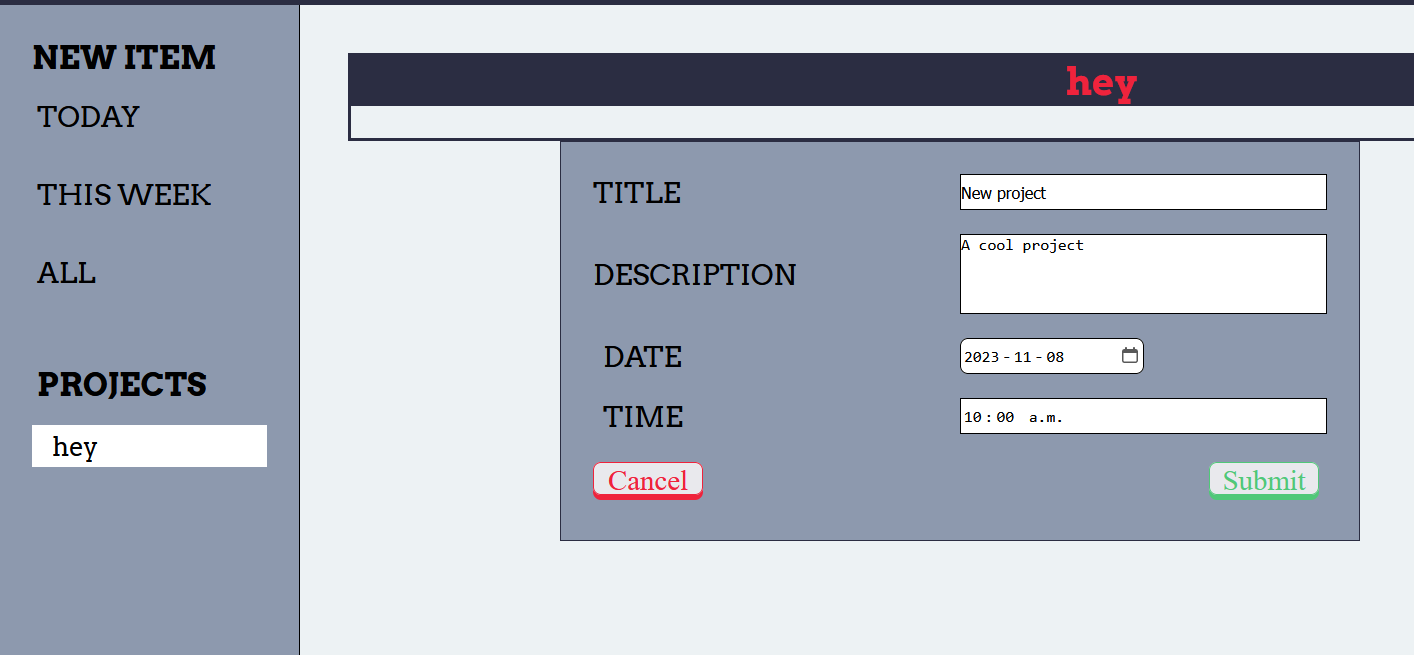 NEW ITEM
TODAY
THIS WEEK
ALL
PROJECTS
hey
hey
TITLE New project
DESCRIPTION A cool project
DATE 2023-11-08
TIME 10:00 a.m.
Cancel Submit